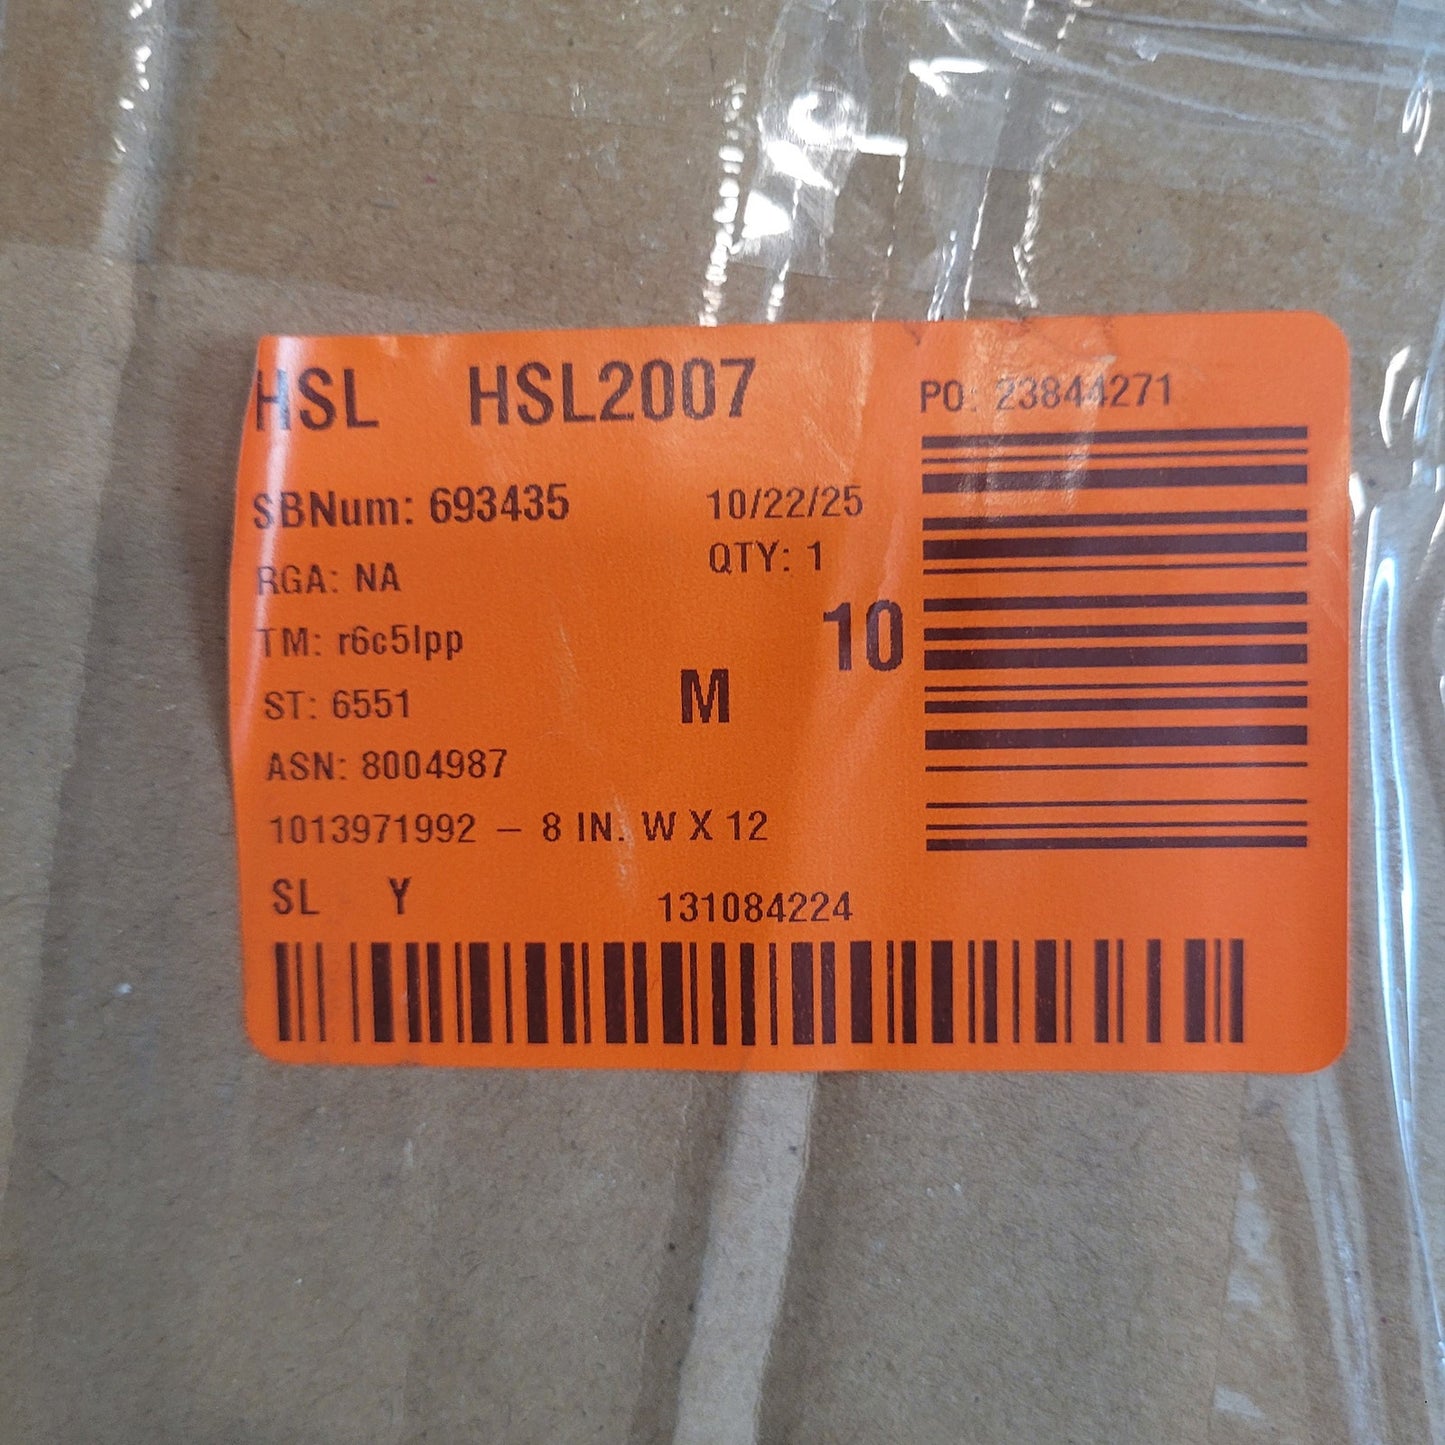 HSL HSL2007
PO: 23844271
SBNum: 693435 10/22/25
RGA: NA QTY: 1
TM: r6c5lpp 10
ST: 6551 M
ASN: 8004987
1013971992 – 8 IN. W X 12
SL Y 131084224